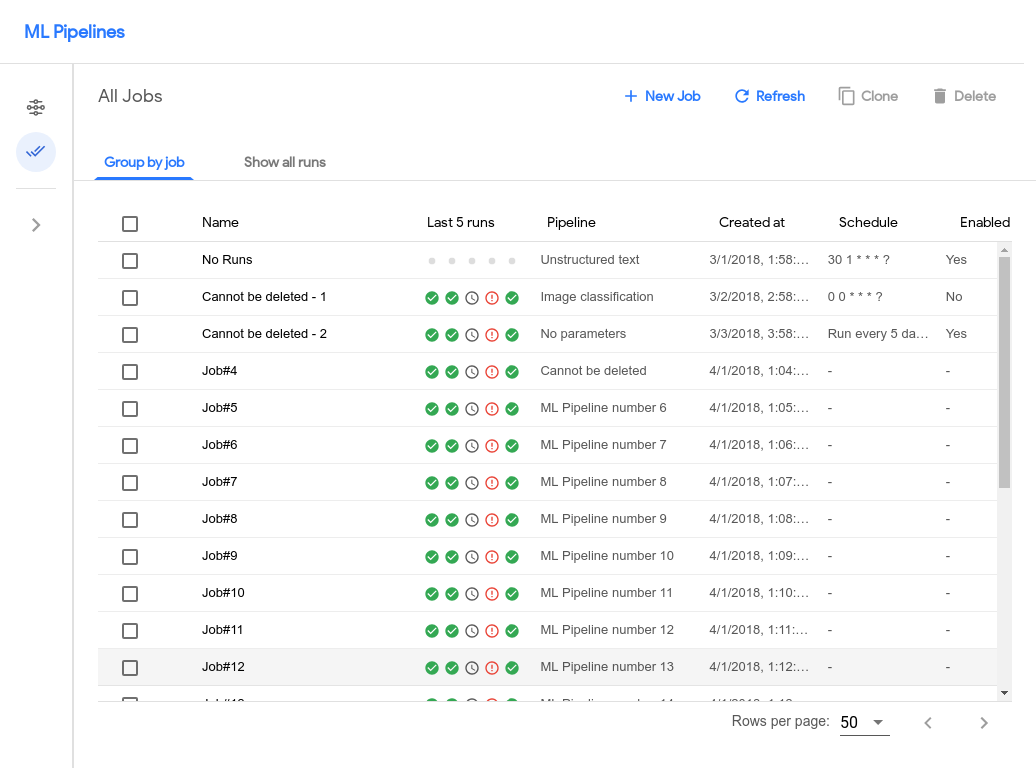 ML Pipelines
All Jobs
New Job Refresh Clone Delete
Group by job Show all runs
Name Last 5 runs Pipeline Created at Schedule Enabled
No Runs Unstructured text 3/1/2018, 1:58:... 30 1 * * * ? Yes
Cannot be deleted - 1 Image classification 3/2/2018, 2:58:... 0 0 * * * ? No
Cannot be deleted - 2 No parameters 3/3/2018, 3:58:... Run every 5 da... Yes
Job#4 Cannot be deleted 4/1/2018, 1:04:... - -
Job#5 ML Pipeline number 6 4/1/2018, 1:05:... - -
Job#6 ML Pipeline number 7 4/1/2018, 1:06:... - -
Job#7 ML Pipeline number 8 4/1/2018, 1:07:... - -
Job#8 ML Pipeline number 9 4/1/2018, 1:08:... - -
Job#9 ML Pipeline number 10 4/1/2018, 1:09:... - -
Job#10 ML Pipeline number 11 4/1/2018, 1:10:... - -
Job#11 ML Pipeline number 12 4/1/2018, 1:11:... - -
Job#12 ML Pipeline number 13 4/1/2018, 1:12:... - -
Rows per page: 50